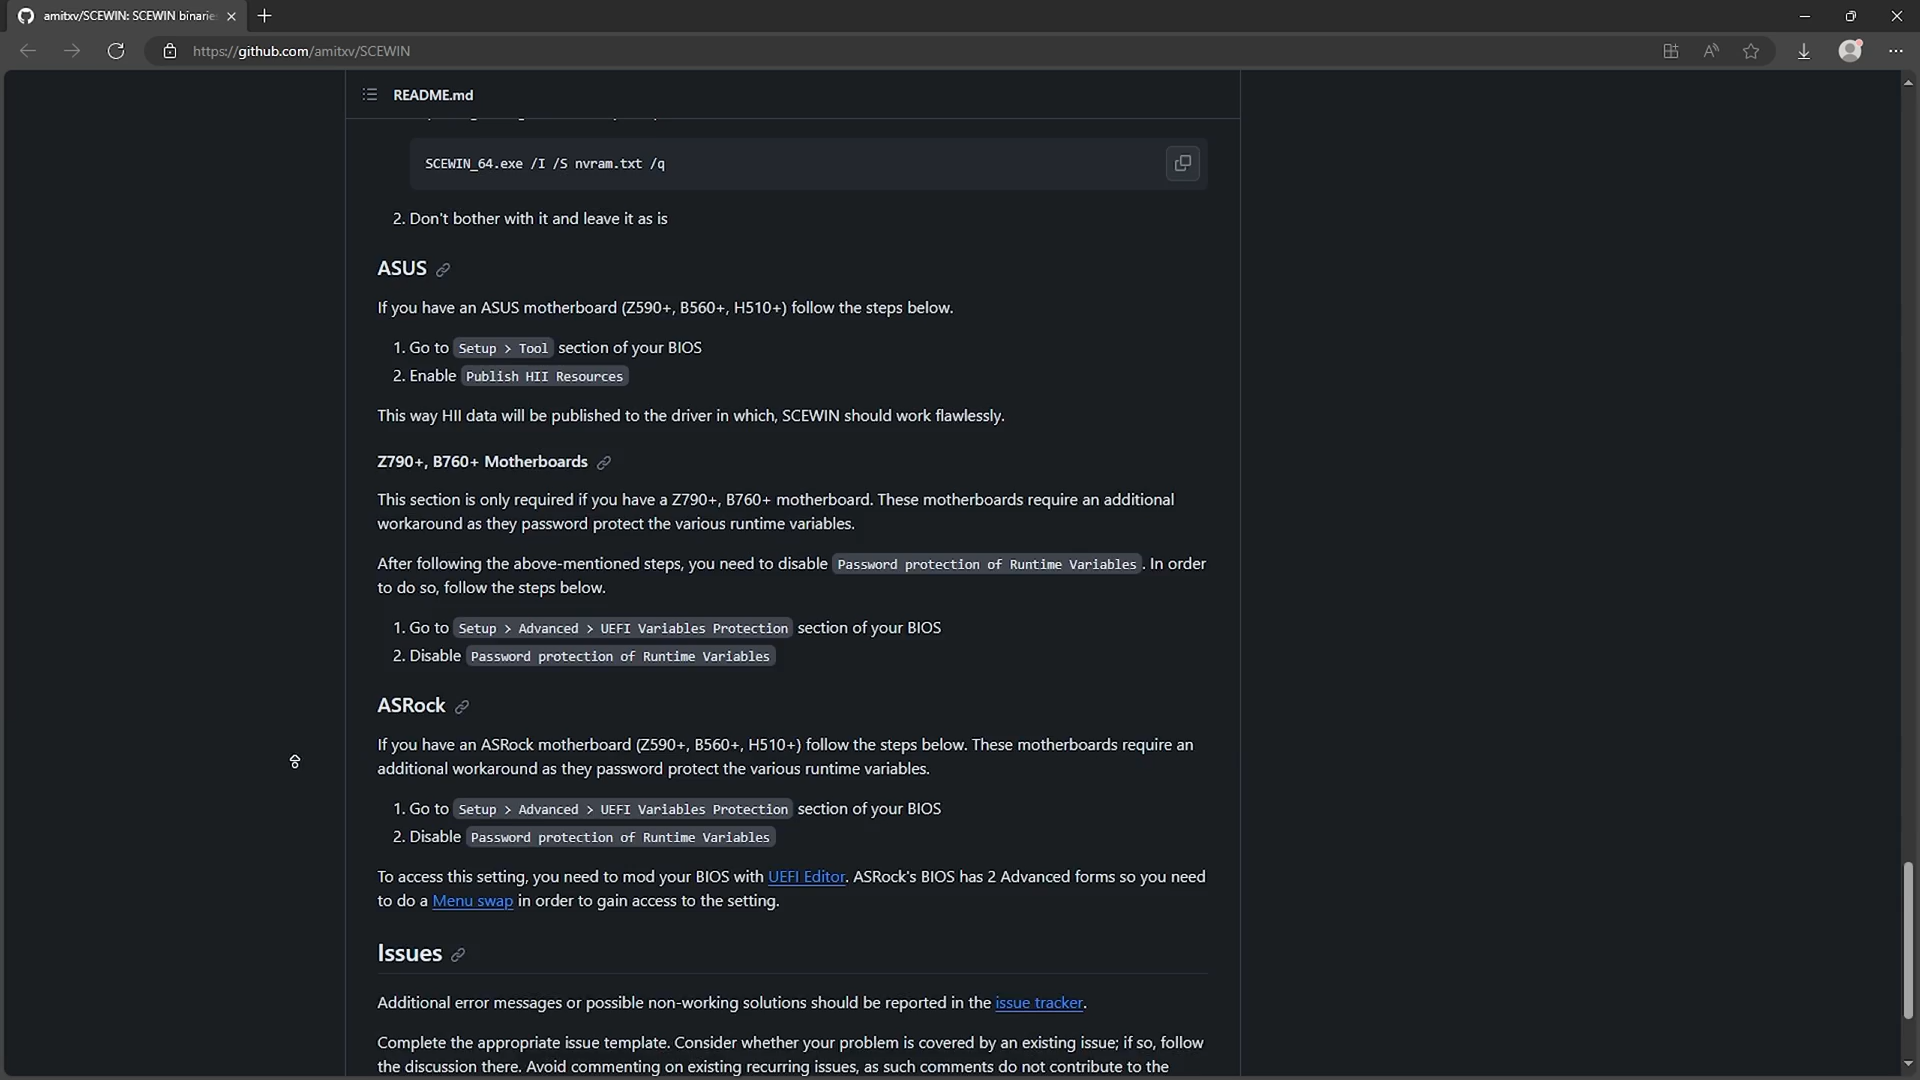 amitxv/SCEWIN: SCEWIN binarie
https://github.com/amitxv/SCEWIN
README.md
SCEWIN_64.exe /I /S nvram.txt /q
2. Don't bother with it and leave it as is
ASUS
If you have an ASUS motherboard (Z590+, B560+, H510+) follow the steps below.
1. Go to Setup > Tool section of your BIOS
2. Enable Publish HII Resources
This way HII data will be published to the driver in which, SCEWIN should work flawlessly.
Z790+, B760+ Motherboards
This section is only required if you have a Z790+, B760+ motherboard. These motherboards require an additional
workaround as they password protect the various runtime variables.
After following the above-mentioned steps, you need to disable Password protection of Runtime Variables. In order
to do so, follow the steps below.
1. Go to Setup > Advanced > UEFI Variables Protection section of your BIOS
2. Disable Password protection of Runtime Variables
ASRock
If you have an ASRock motherboard (Z590+, B560+, H510+) follow the steps below. These motherboards require an
additional workaround as they password protect the various runtime variables.
1. Go to Setup > Advanced > UEFI Variables Protection section of your BIOS
2. Disable Password protection of Runtime Variables
To access this setting, you need to mod your BIOS with UEFI Editor. ASRock's BIOS has 2 Advanced forms so you need
to do a Menu swap in order to gain access to the setting.
Issues
Additional error messages or possible non-working solutions should be reported in the issue tracker.
Complete the appropriate issue template. Consider whether your problem is covered by an existing issue; if so, follow
the discussion there. Avoid commenting on existing recurring issues, as such comments do not contribute to the